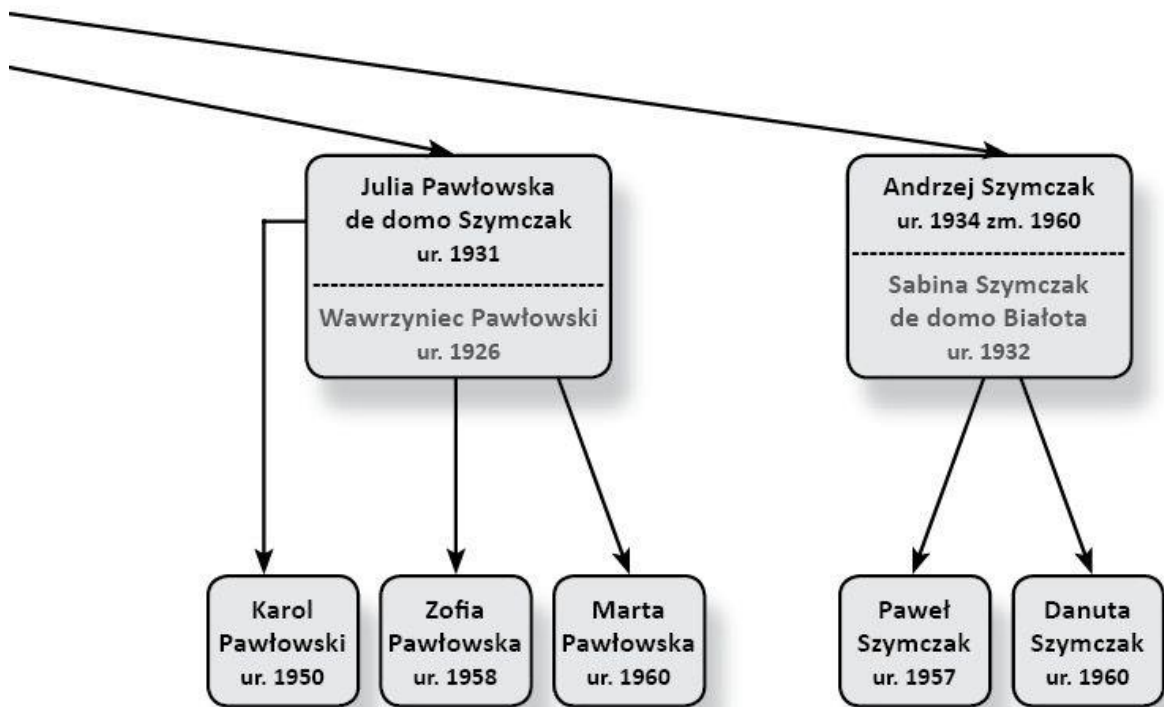 Julia Pawłowska
de domo Szymczak
ur. 1931
Wawrzyniec Pawłowski
ur. 1926
Andrzej Szymczak
ur. 1934 zm. 1960
Sabina Szymczak
de domo Białota
ur. 1932
Karol
Pawłowski
ur. 1950
Zofia
Pawłowska
ur. 1958
Marta
Pawłowska
ur. 1960
Paweł
Szymczak
ur. 1957
Danuta
Szymczak
ur. 1960